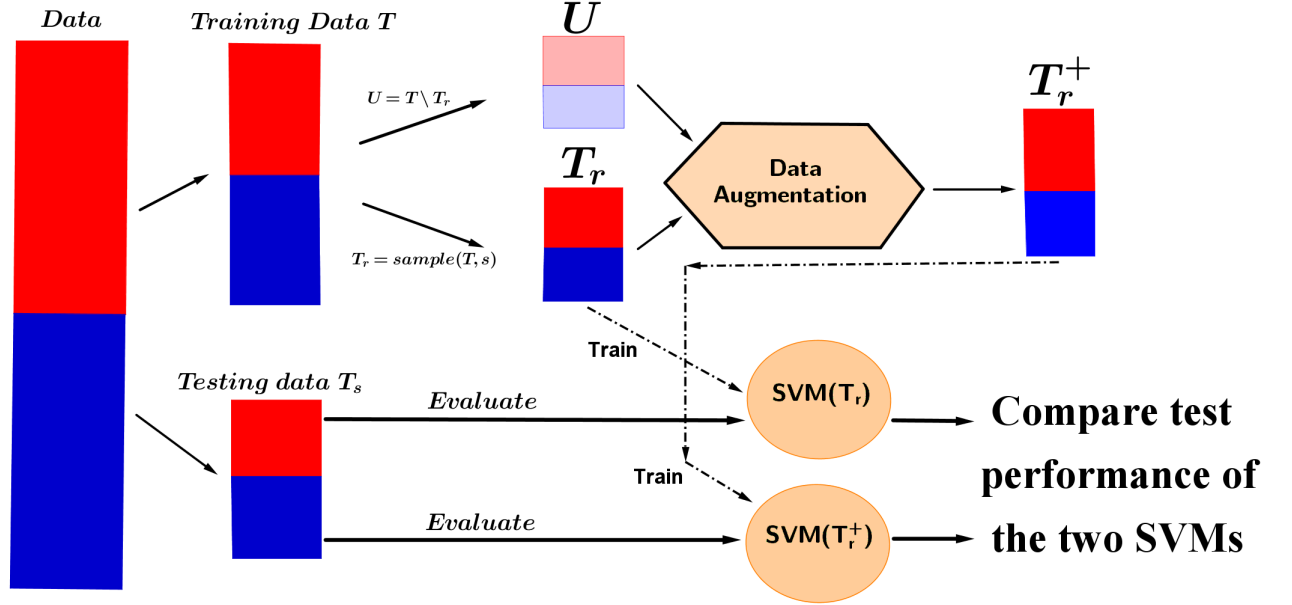 Data
Training Data T
U
U = T \ T_r
T_r
T_r = sample(T, s)
Data
Augmentation
T_r^+
Train
Testing data T_s
Evaluate
SVM(T_r)
Train
Evaluate
SVM(T_r^+)
Compare test
performance of
the two SVMs